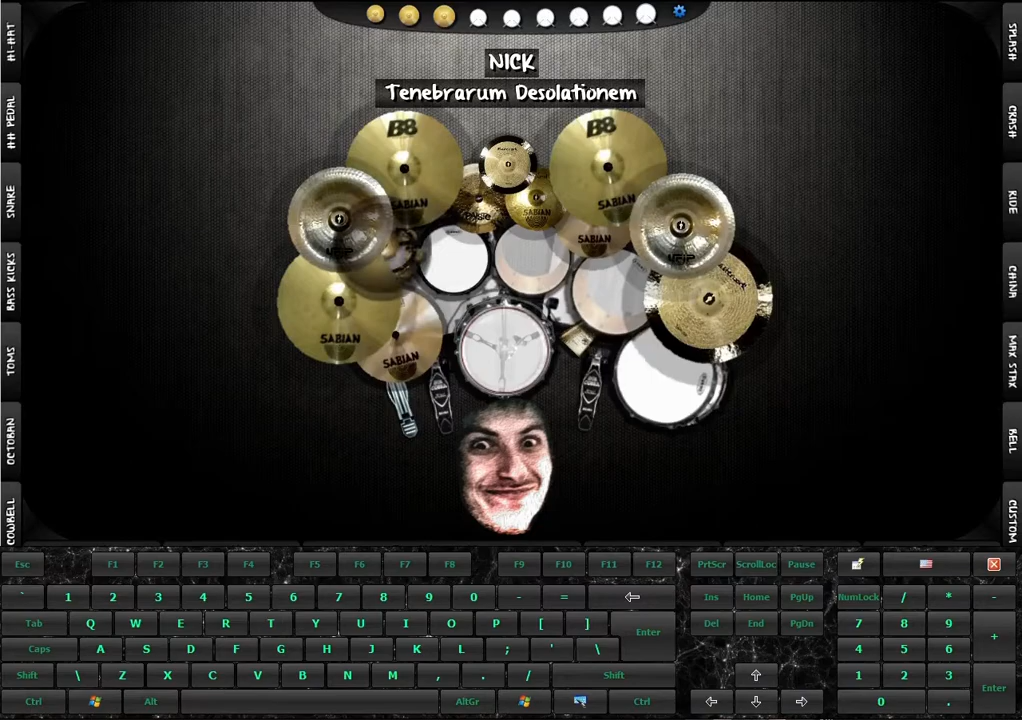 NICK
Tenebrarum Desolationem
HI-HAT
HH PEDAL
SNARE
BASS KICKS
TOMS
OCTOBAN
COWBELL
SPLASH
CRASH
RIDE
CHINA
MAX STAX
BELL
CUSTOM
B8
B8
SABIAN
SABIAN
SABIAN
SABIAN
SABIAN
SABIAN
Esc F1 F2 F3 F4 F5 F6 F7 F8 F9 F10 F11 F12 PrtScr ScrollLoc Pause
` 1 2 3 4 5 6 7 8 9 0 - = Ins Home PgUp NumLock / * -
Tab Q W E R T Y U I O P [ ] Enter Del End PgDn 7 8 9 +
Caps A S D F G H J K L ; ' \ 4 5 6
Shift \ Z X C V B N M , . / Shift 1 2 3 Enter
Ctrl Alt AltGr Ctrl 0 .